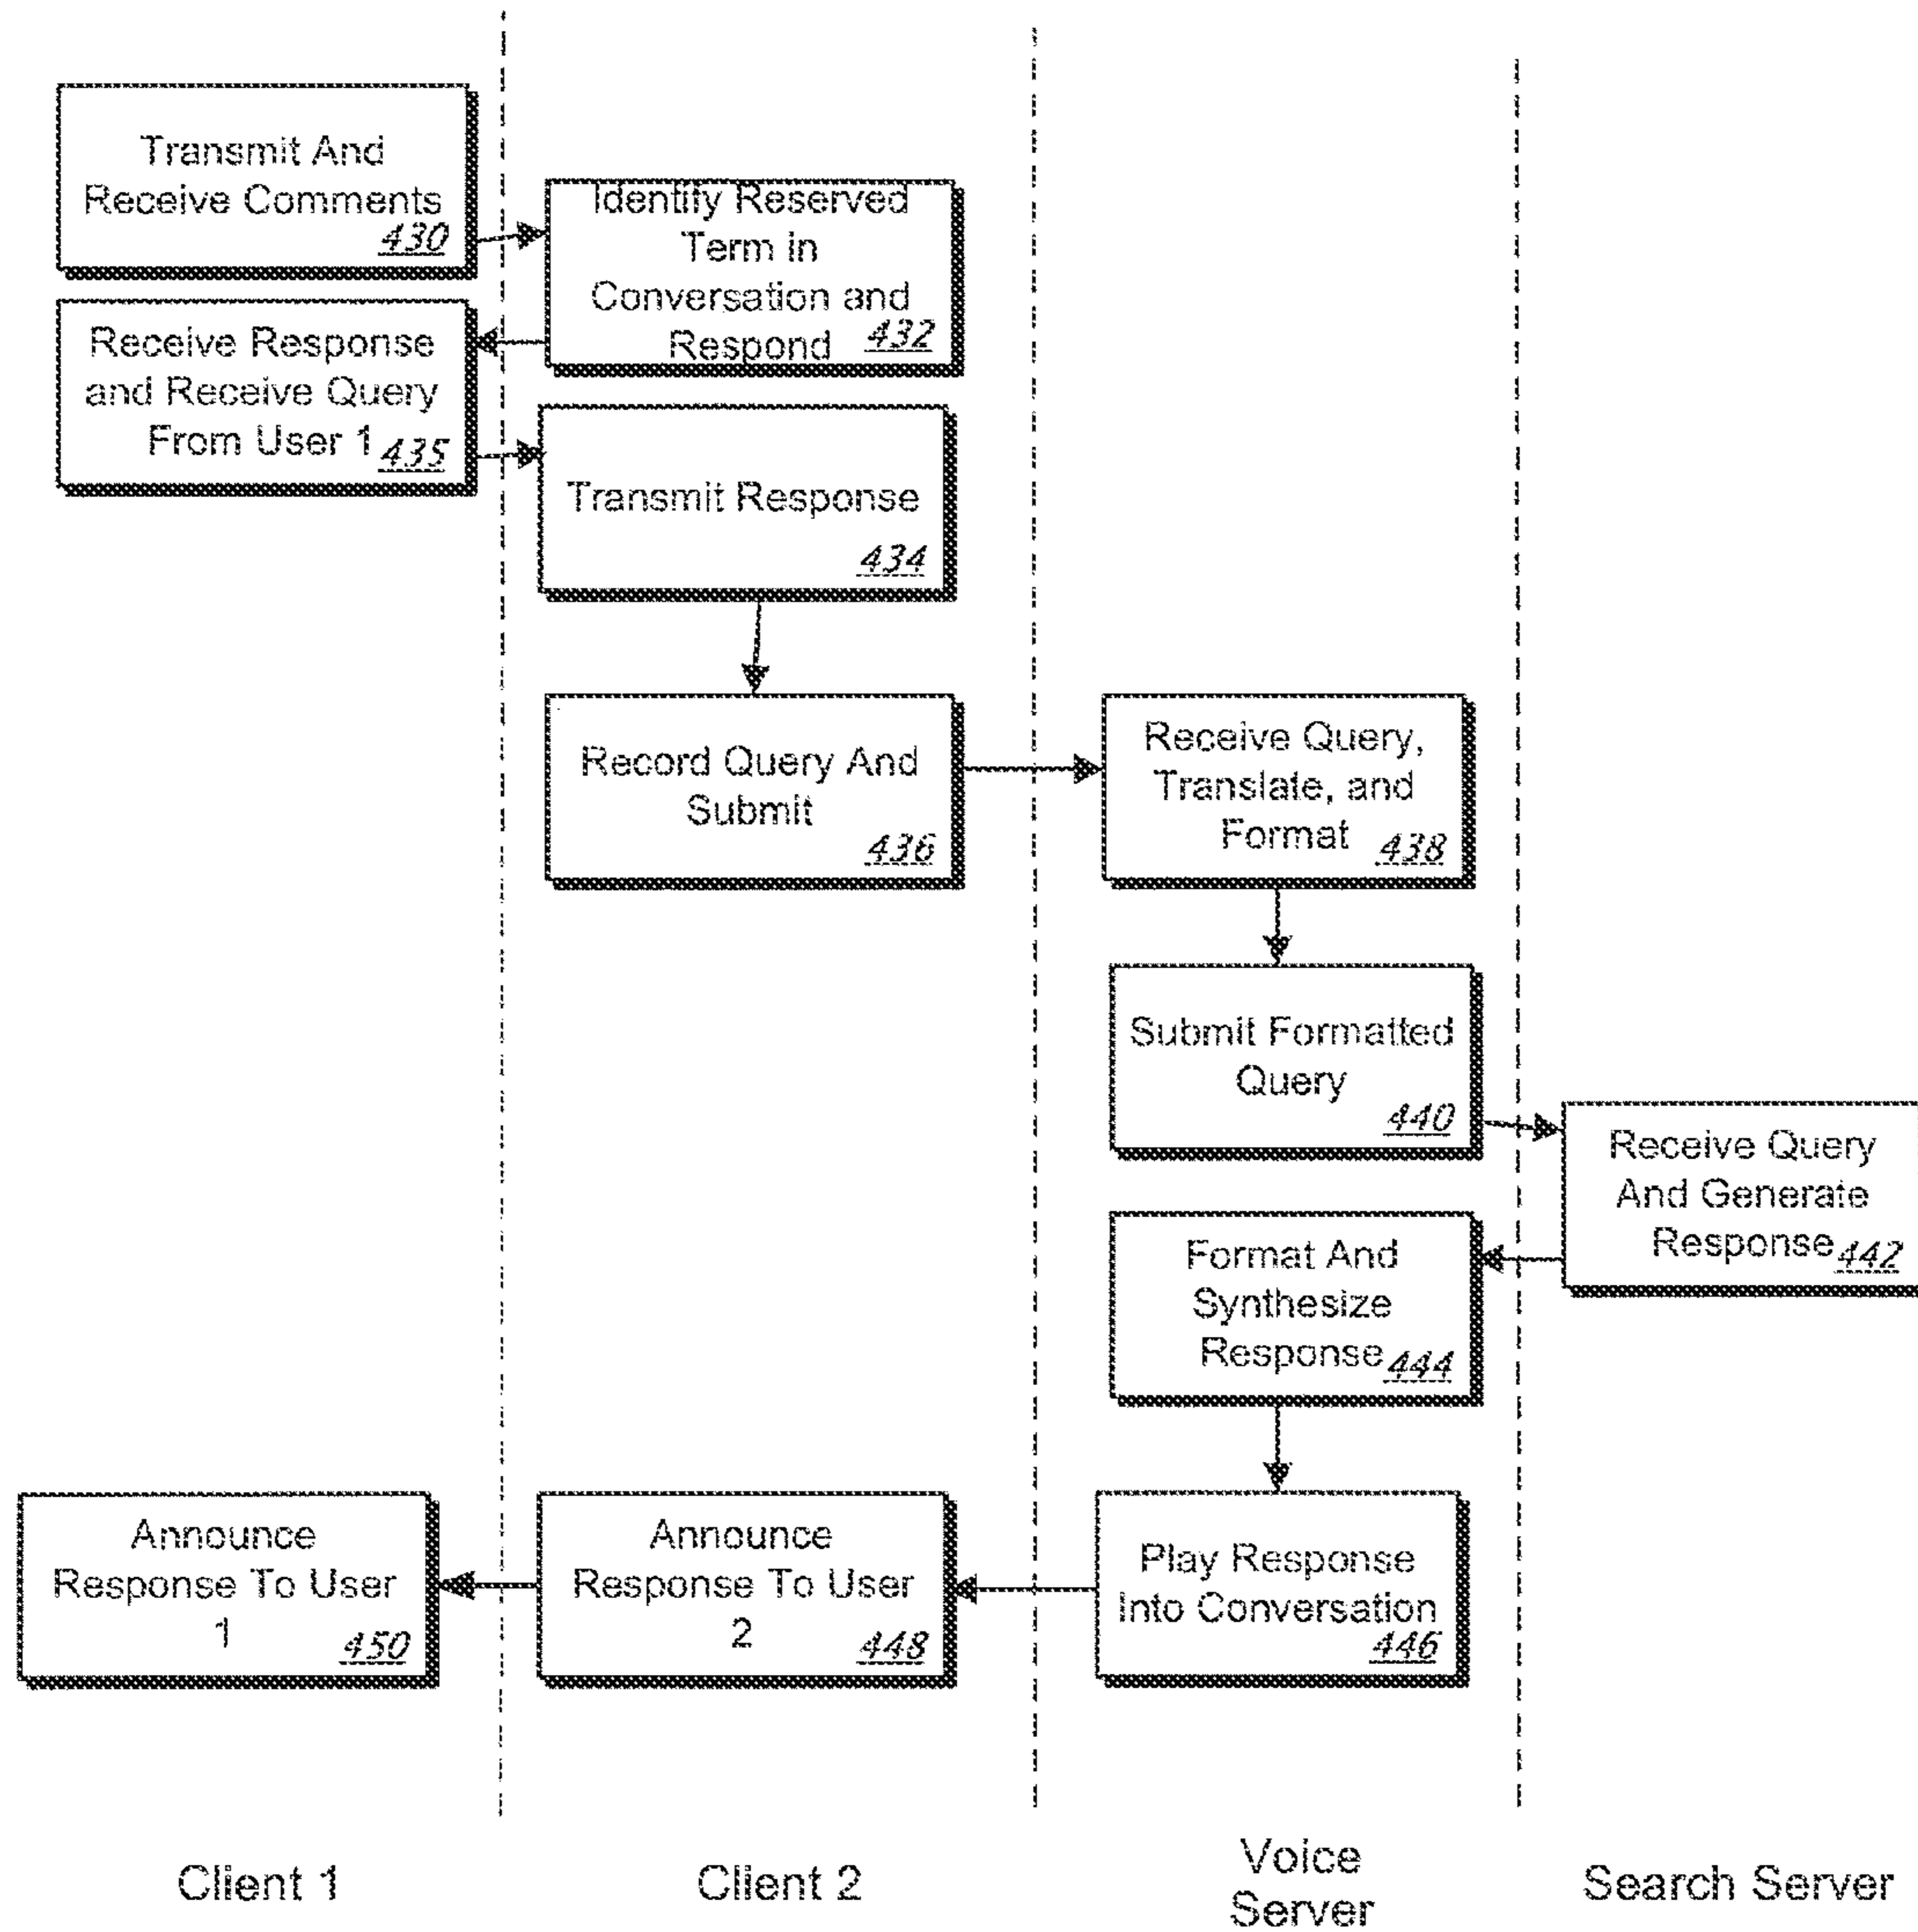 Transmit And
Receive Comments
430
Identify Reserved
Term in
Conversation and
Respond 432
Receive Response
and Receive Query
From User 1 435
Transmit Response
434
Record Query And
Submit
436
Receive Query,
Translate, and
Format 438
Submit Formatted
Query
440
Receive Query
And Generate
Response 442
Format And
Synthesize
Response 444
Play Response
Into Conversation
446
Announce
Response To User
2 448
Announce
Response To User
1 450
Client 1
Client 2
Voice
Server
Search Server